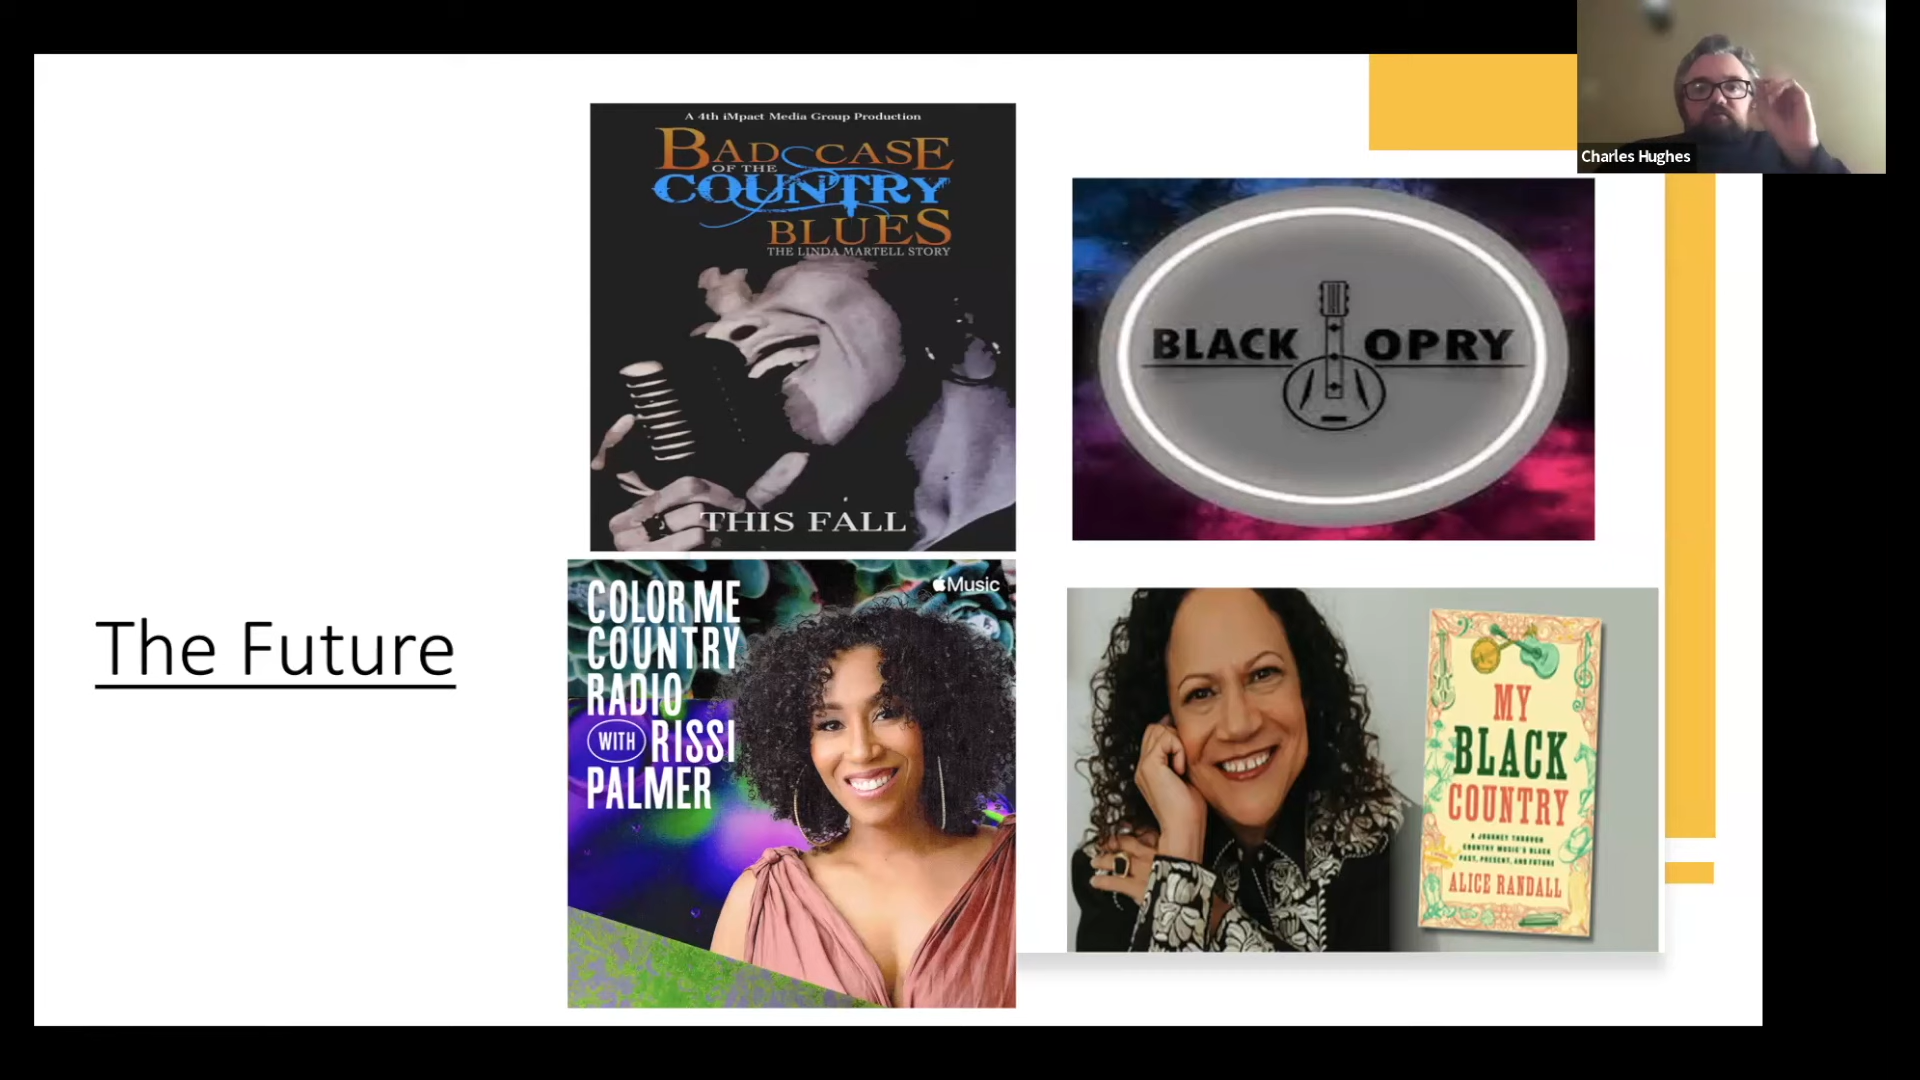 The Future
A 4th iMpact Media Group Production
BAD CASE
OF THE
COUNTRY
BLUES
THE LINDA MARTELL STORY
THIS FALL
BLACK OPRY
COLOR ME
COUNTRY
RADIO
WITH RISSI
PALMER
Music
MY
BLACK
COUNTRY
A JOURNEY THROUGH
COUNTRY MUSIC'S BLACK
PAST, PRESENT, AND FUTURE
ALICE RANDALL
Charles Hughes